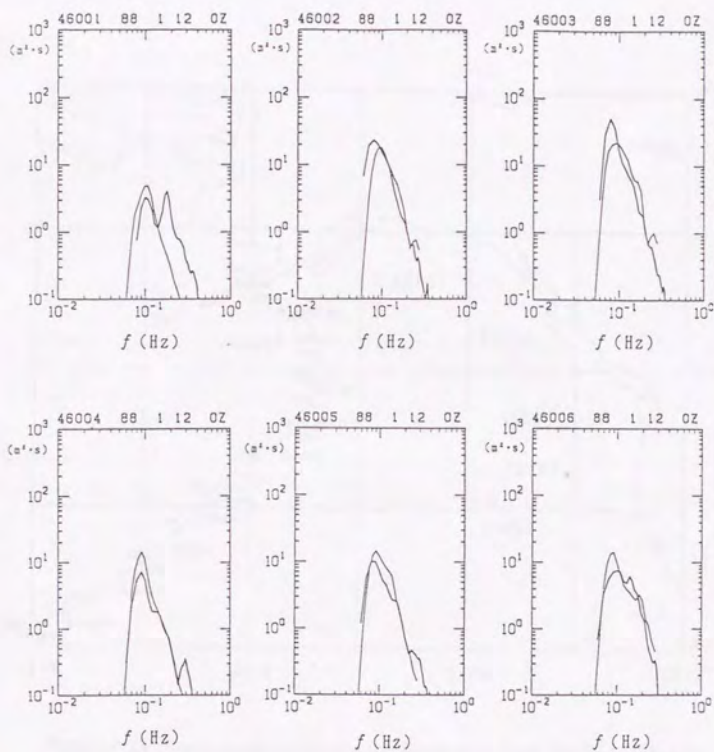 46001 88 1 12 0Z 46002 88 1 12 0Z 46003 88 1 12 0Z
10³ 10³ 10³
(m²·s) (m²·s) (m²·s)
10² 10² 10²
10¹ 10¹ 10¹
10⁰ 10⁰ 10⁰
10⁻¹ 10⁻¹ 10⁻¹
10⁻² 10⁻¹ 10⁰ 10⁻² 10⁻¹ 10⁰ 10⁻² 10⁻¹ 10⁰
f (Hz) f (Hz) f (Hz)
46004 88 1 12 0Z 46005 88 1 12 0Z 46006 88 1 12 0Z
10³ 10³ 10³
(m²·s) (m²·s) (m²·s)
10² 10² 10²
10¹ 10¹ 10¹
10⁰ 10⁰ 10⁰
10⁻¹ 10⁻¹ 10⁻¹
10⁻² 10⁻¹ 10⁰ 10⁻² 10⁻¹ 10⁰ 10⁻² 10⁻¹ 10⁰
f (Hz) f (Hz) f (Hz)